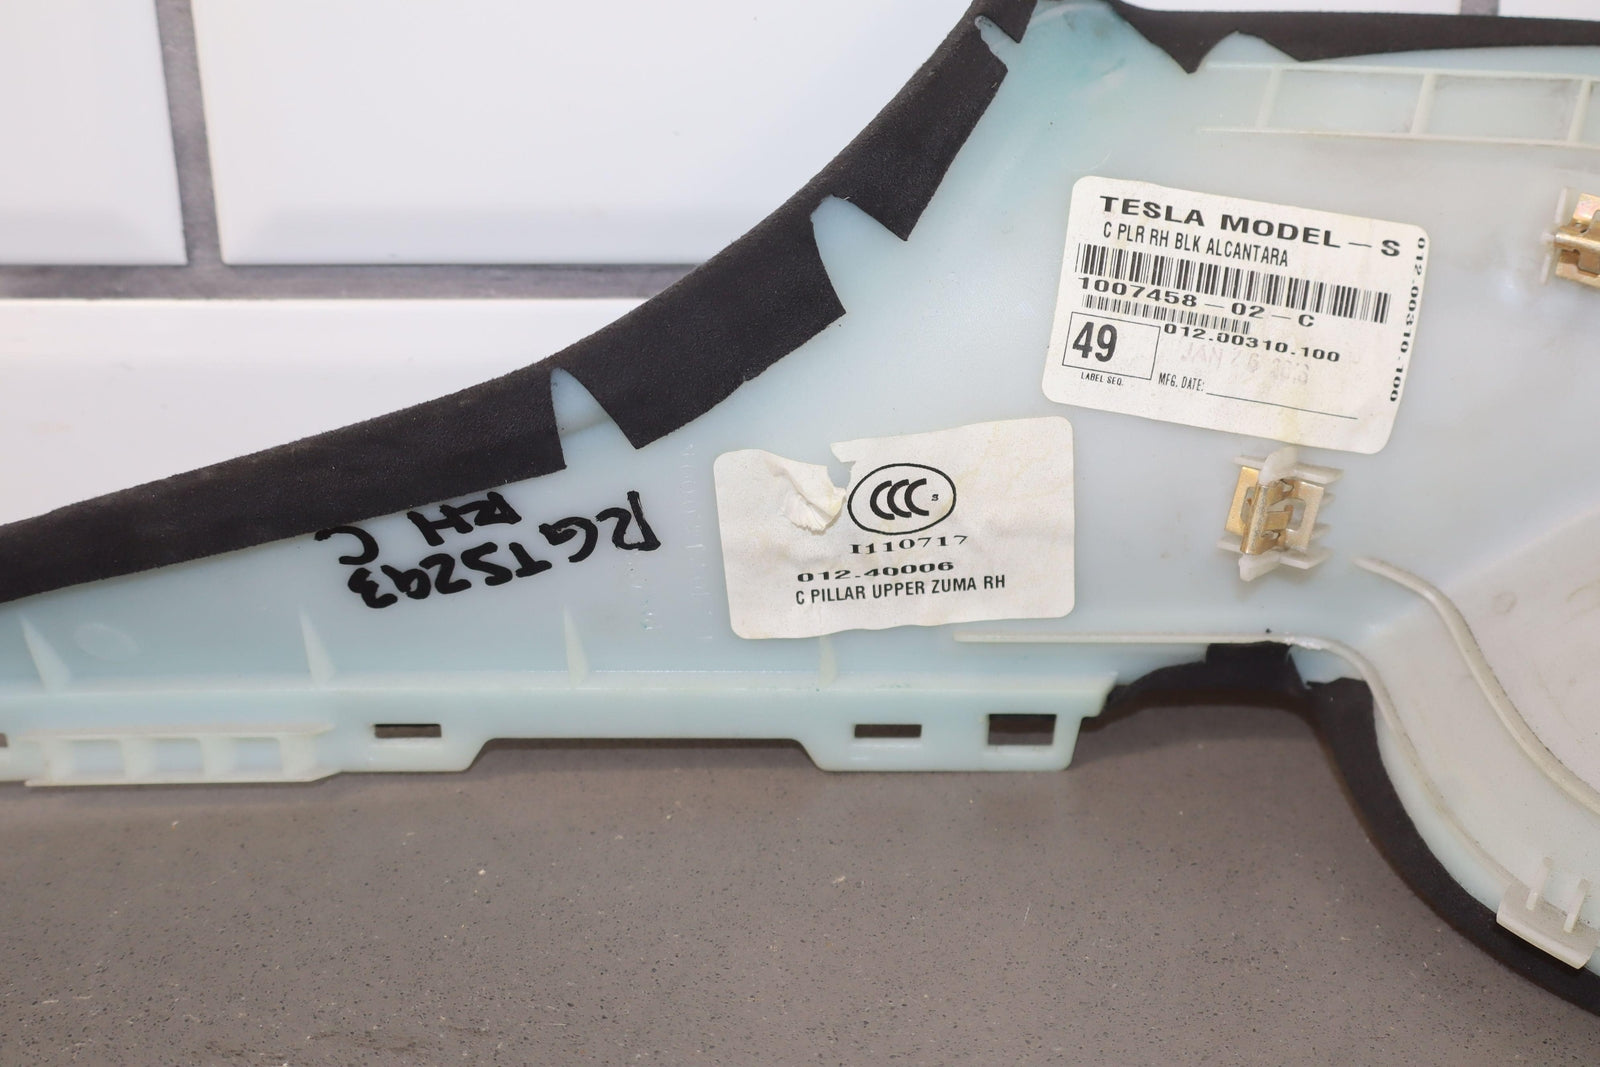 TESLA MODEL-S
C PLR RH BLK ALCANTARA
1007458-02-C
012.00310.100
49
LABEL SEQ.
MFG. DATE:
012.00310.100
CCC S
I110717
012.40006
C PILLAR UPPER ZUMA RH
RGTS293
RH
C